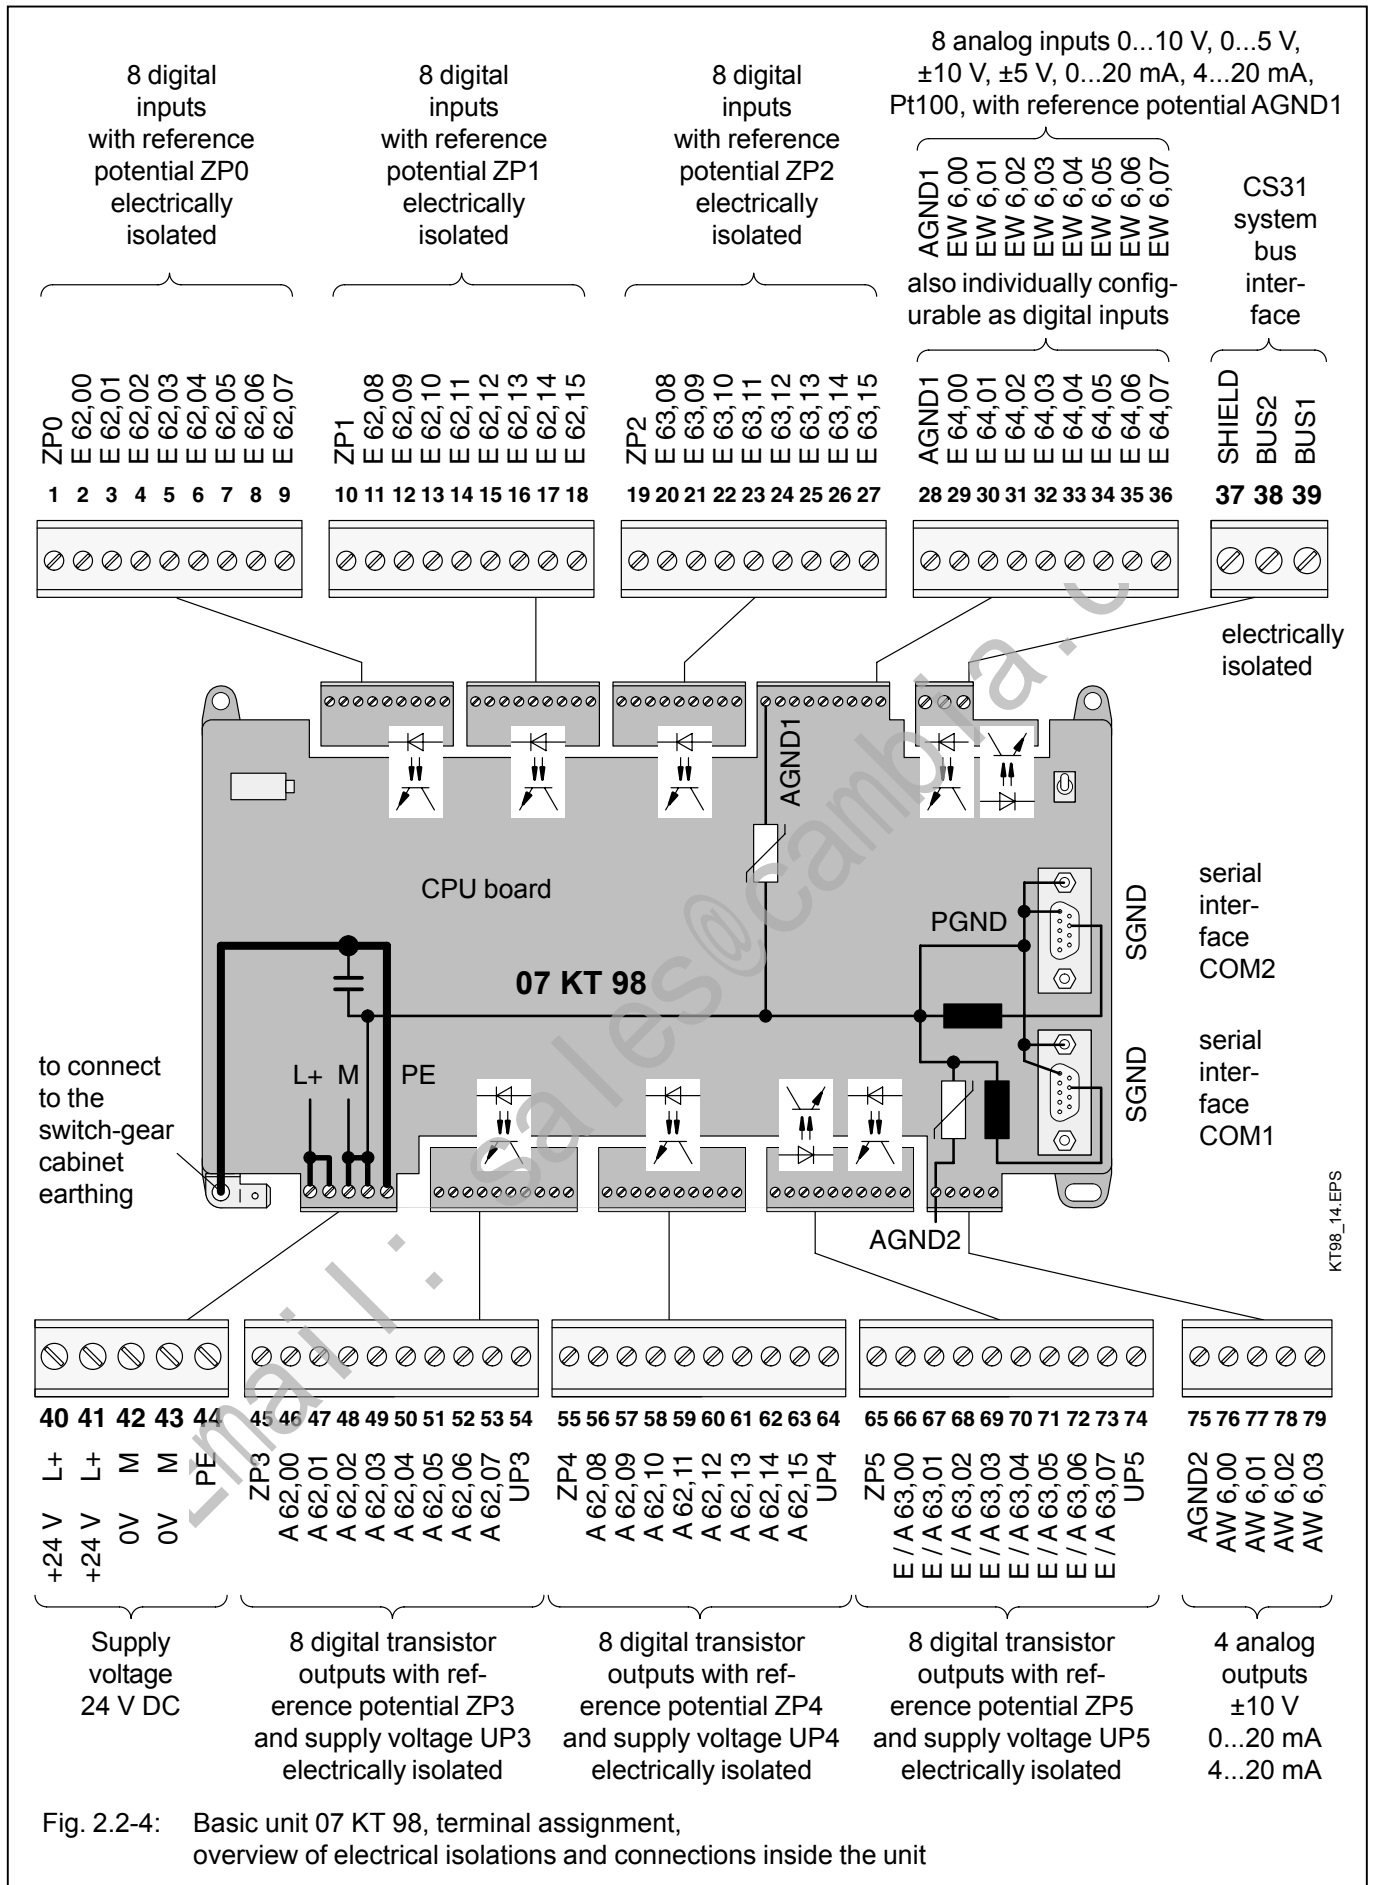 8 digital
inputs
with reference
potential ZP0
electrically
isolated
8 digital
inputs
with reference
potential ZP1
electrically
isolated
8 digital
inputs
with reference
potential ZP2
electrically
isolated
8 analog inputs 0...10 V, 0...5 V,
±10 V, ±5 V, 0...20 mA, 4...20 mA,
Pt100, with reference potential AGND1
AGND1
EW 6,00
EW 6,01
EW 6,02
EW 6,03
EW 6,04
EW 6,05
EW 6,06
EW 6,07
also individually config-
urable as digital inputs
CS31
system
bus
inter-
face
ZP0
E 62,00
E 62,01
E 62,02
E 62,03
E 62,04
E 62,05
E 62,06
E 62,07
ZP1
E 62,08
E 62,09
E 62,10
E 62,11
E 62,12
E 62,13
E 62,14
E 62,15
ZP2
E 63,08
E 63,09
E 63,10
E 63,11
E 63,12
E 63,13
E 63,14
E 63,15
AGND1
E 64,00
E 64,01
E 64,02
E 64,03
E 64,04
E 64,05
E 64,06
E 64,07
SHIELD
BUS2
BUS1
1 2 3 4 5 6 7 8 9
10 11 12 13 14 15 16 17 18
19 20 21 22 23 24 25 26 27
28 29 30 31 32 33 34 35 36
37 38 39
electrically
isolated
AGND1
CPU board
PGND
SGND
serial
inter-
face
COM2
07 KT 98
to connect
to the
switch-gear
cabinet
earthing
L+ M PE
SGND
serial
inter-
face
COM1
AGND2
KT98_14.EPS
Email: sales@cambia.c
40 41 42 43 44
45 46 47 48 49 50 51 52 53 54
55 56 57 58 59 60 61 62 63 64
65 66 67 68 69 70 71 72 73 74
75 76 77 78 79
+24 V L+
+24 V L+
0V M
0V M
PE
ZP3
A 62,00
A 62,01
A 62,02
A 62,03
A 62,04
A 62,05
A 62,06
A 62,07
UP3
ZP4
A 62,08
A 62,09
A 62,10
A 62,11
A 62,12
A 62,13
A 62,14
A 62,15
UP4
ZP5
E / A 63,00
E / A 63,01
E / A 63,02
E / A 63,03
E / A 63,04
E / A 63,05
E / A 63,06
E / A 63,07
UP5
AGND2
AW 6,00
AW 6,01
AW 6,02
AW 6,03
Supply
voltage
24 V DC
8 digital transistor
outputs with ref-
erence potential ZP3
and supply voltage UP3
electrically isolated
8 digital transistor
outputs with ref-
erence potential ZP4
and supply voltage UP4
electrically isolated
8 digital transistor
outputs with ref-
erence potential ZP5
and supply voltage UP5
electrically isolated
4 analog
outputs
±10 V
0...20 mA
4...20 mA
Fig. 2.2-4: Basic unit 07 KT 98, terminal assignment,
overview of electrical isolations and connections inside the unit